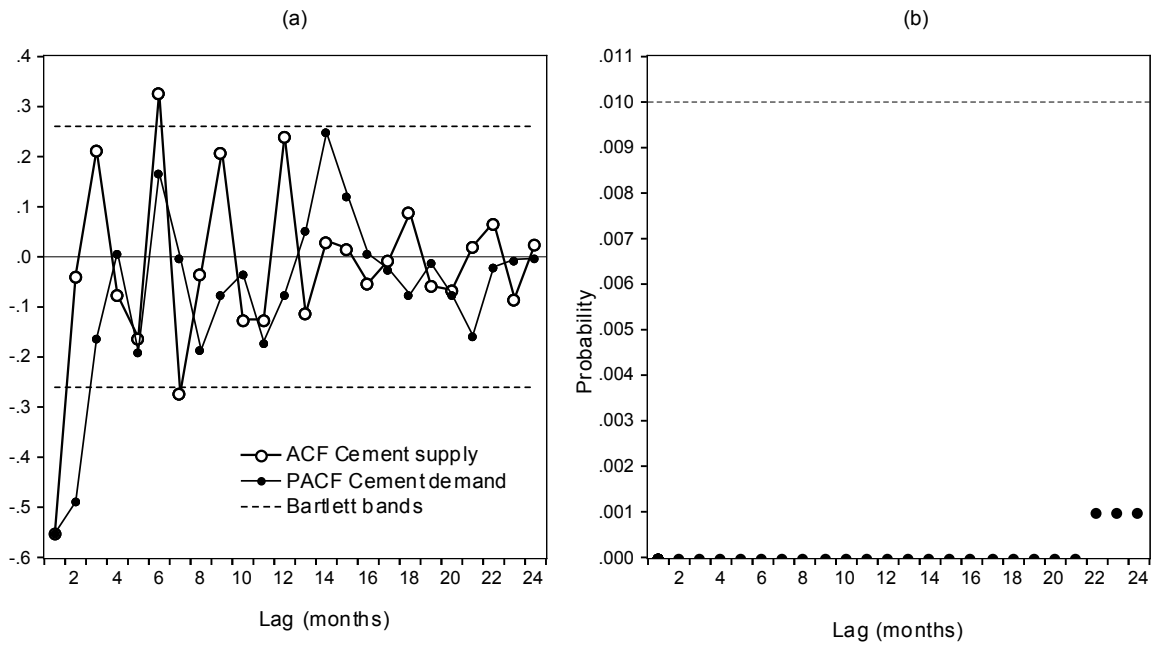 (a)
.4
.3
.2
.1
.0
-.1
-.2
-.3
-.4
-.5
-.6
ACF Cement supply
PACF Cement demand
Bartlett bands
2 4 6 8 10 12 14 16 18 20 22 24
Lag (months)
(b)
.011
.010
.009
.008
.007
.006
.005
.004
.003
.002
.001
.000
Probability
2 4 6 8 10 12 14 16 18 20 22 24
Lag (months)